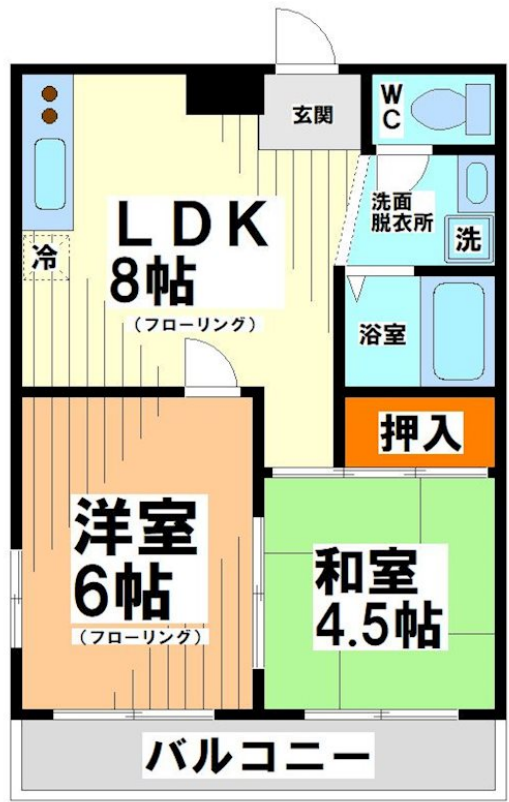 玄関
WC
洗面
脱衣所
洗
LDK
8帖
(フローリング)
冷
浴室
押入
洋室
6帖
(フローリング)
和室
4.5帖
バルコニー